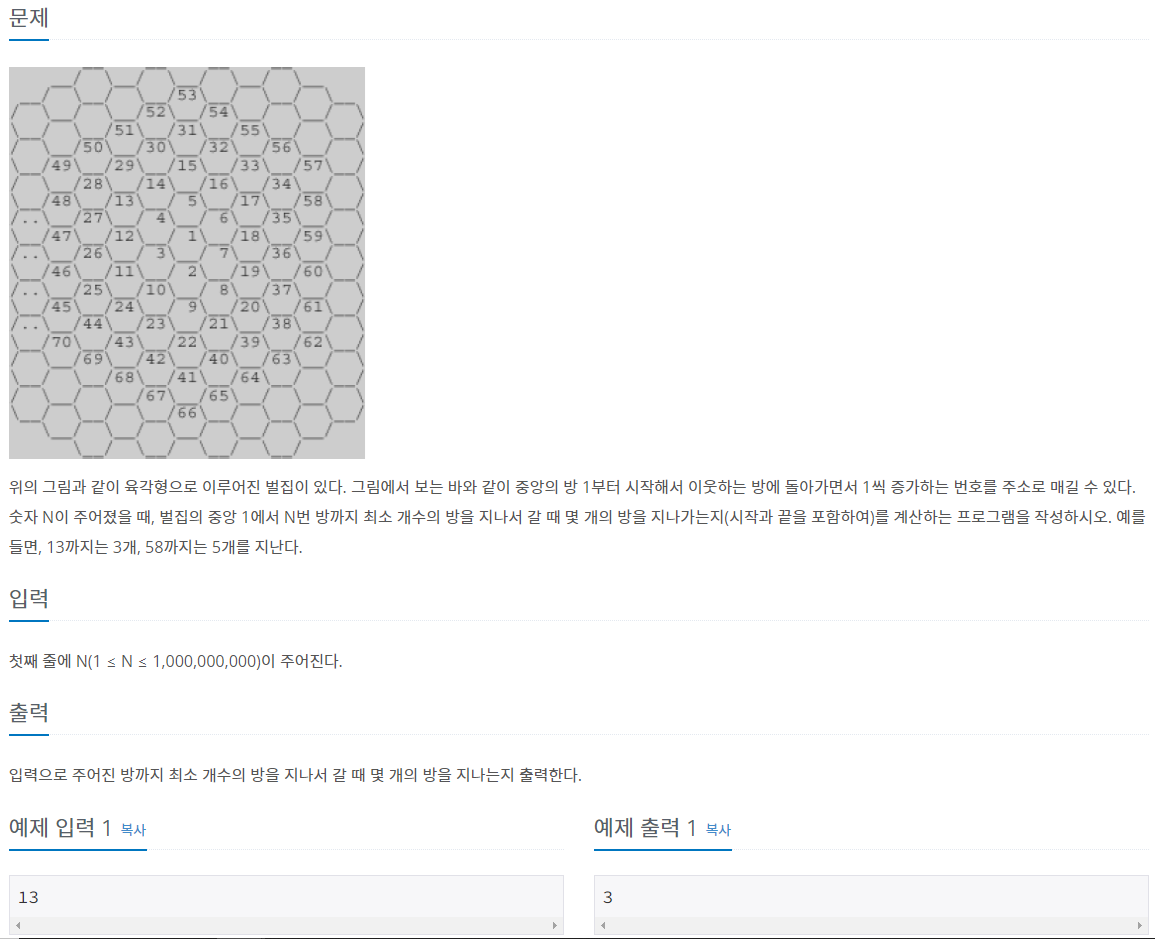 문제
53
52 54
51 31 55
50 30 32 56
49 29 15 33 57
28 14 16 34
48 13 5 17 58
.. 27 4 6 35
47 12 1 18 59
.. 26 3 7 36
46 11 2 19 60
.. 25 10 8 37
45 24 9 20 61
.. 44 23 21 38
70 43 22 39 62
69 42 40 63
68 41 64
67 65
66
위의 그림과 같이 육각형으로 이루어진 벌집이 있다. 그림에서 보는 바와 같이 중앙의 방 1부터 시작해서 이웃하는 방에 돌아가면서 1씩 증가하는 번호를 주소로 매길 수 있다.
숫자 N이 주어졌을 때, 벌집의 중앙 1에서 N번 방까지 최소 개수의 방을 지나서 갈 때 몇 개의 방을 지나가는지(시작과 끝을 포함하여)를 계산하는 프로그램을 작성하시오. 예를
들면, 13까지는 3개, 58까지는 5개를 지난다.
입력
첫째 줄에 N(1 ≤ N ≤ 1,000,000,000)이 주어진다.
출력
입력으로 주어진 방까지 최소 개수의 방을 지나서 갈 때 몇 개의 방을 지나는지 출력한다.
예제 입력 1 복사
13
예제 출력 1 복사
3